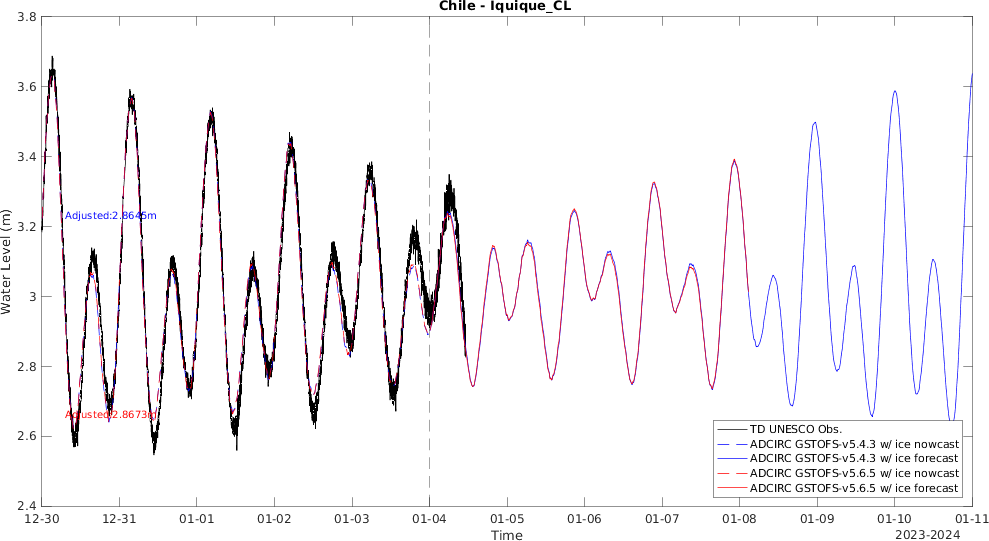 Chile - Iquique_CL
3.8
3.6
3.4
3.2
3
2.8
2.6
2.4
Water Level (m)
Adjusted:2.8645m
Adjusted:2.8673m
TD UNESCO Obs.
ADCIRC GSTOFS-v5.4.3 w/ ice nowcast
ADCIRC GSTOFS-v5.4.3 w/ ice forecast
ADCIRC GSTOFS-v5.6.5 w/ ice nowcast
ADCIRC GSTOFS-v5.6.5 w/ ice forecast
12-30 12-31 01-01 01-02 01-03 01-04 01-05 01-06 01-07 01-08 01-09 01-10 01-11
Time
2023-2024